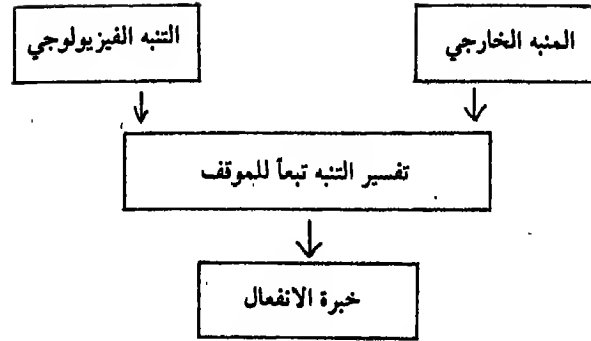 المنبه الخارجي
التنبه الفيزيولوجي
تفسير التنبه تبعاً للموقف
خبرة الانفعال